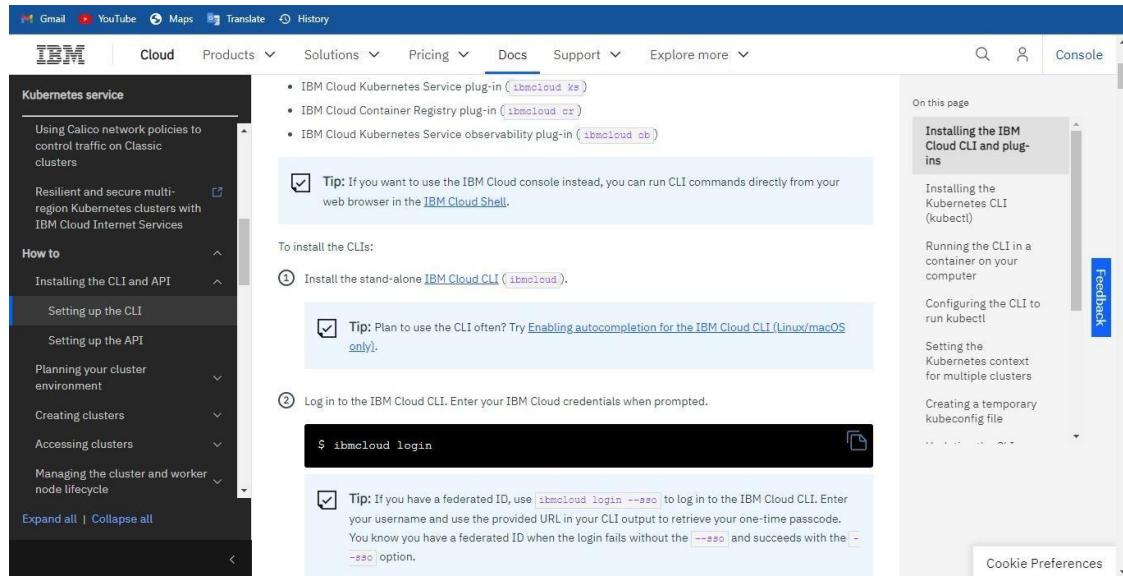 Gmail YouTube Maps Translate History
IBM Cloud Products Solutions Pricing Docs Support Explore more Console
Kubernetes service
Using Calico network policies to
control traffic on Classic
clusters
Resilient and secure multi-
region Kubernetes clusters with
IBM Cloud Internet Services
How to
Installing the CLI and API
Setting up the CLI
Setting up the API
Planning your cluster
environment
Creating clusters
Accessing clusters
Managing the cluster and worker
node lifecycle
Expand all | Collapse all
• IBM Cloud Kubernetes Service plug-in ( ibmcloud ks )
• IBM Cloud Container Registry plug-in ( ibmcloud cr )
• IBM Cloud Kubernetes Service observability plug-in ( ibmcloud ob )
Tip: If you want to use the IBM Cloud console instead, you can run CLI commands directly from your
web browser in the IBM Cloud Shell.
To install the CLIs:
1 Install the stand-alone IBM Cloud CLI ( ibmcloud ).
Tip: Plan to use the CLI often? Try Enabling autocompletion for the IBM Cloud CLI (Linux/macOS
only).
2 Log in to the IBM Cloud CLI. Enter your IBM Cloud credentials when prompted.
$ ibmcloud login
Tip: If you have a federated ID, use ibmcloud login --sso to log in to the IBM Cloud CLI. Enter
your username and use the provided URL in your CLI output to retrieve your one-time passcode.
You know you have a federated ID when the login fails without the --sso and succeeds with the -
-sso option.
On this page
Installing the IBM
Cloud CLI and plug-
ins
Installing the
Kubernetes CLI
(kubectl)
Running the CLI in a
container on your
computer
Configuring the CLI to
run kubectl
Setting the
Kubernetes context
for multiple clusters
Creating a temporary
kubeconfig file
Feedback
Cookie Preferences